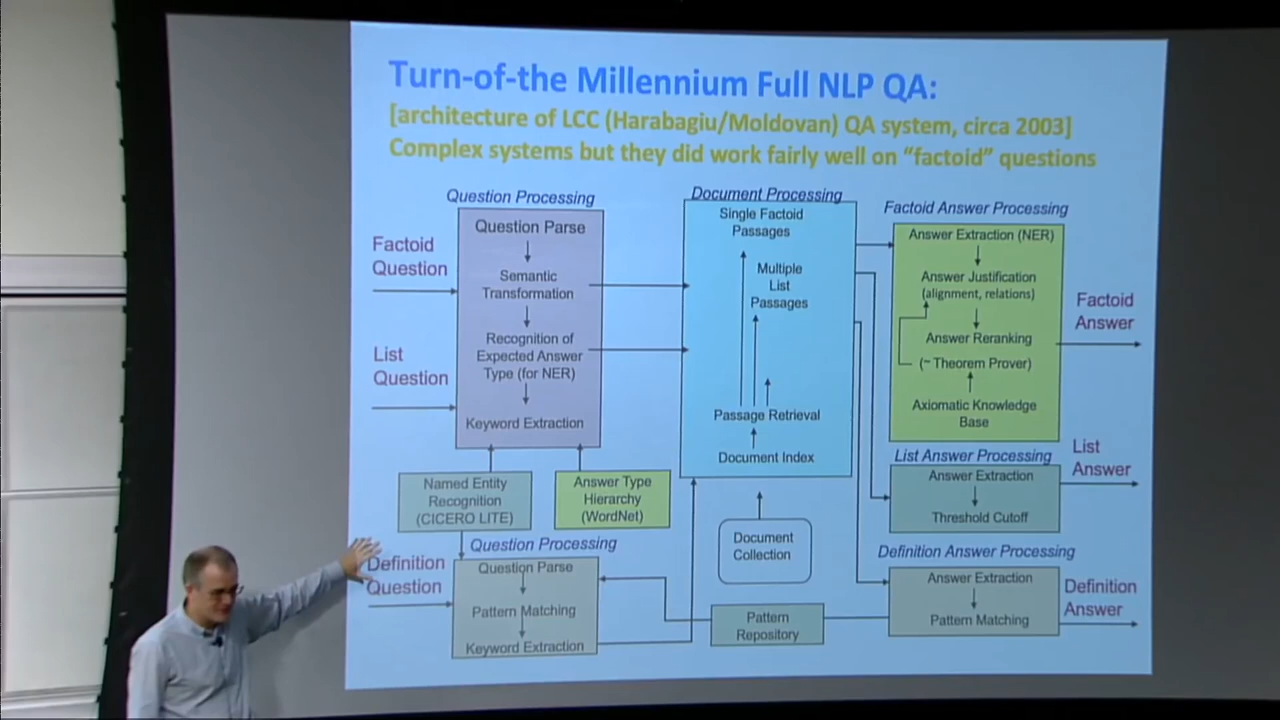 Turn-of-the Millennium Full NLP QA:
[architecture of LCC (Harabagiu/Moldovan) QA system, circa 2003]
Complex systems but they did work fairly well on “factoid” questions
Question Processing
Factoid
Question
List
Question
Question Parse
Semantic
Transformation
Recognition of
Expected Answer
Type (for NER)
Keyword Extraction
Named Entity
Recognition
(CICERO LITE)
Answer Type
Hierarchy
(WordNet)
Document Processing
Single Factoid
Passages
Multiple
List
Passages
Passage Retrieval
Document Index
Document
Collection
Factoid Answer Processing
Answer Extraction (NER)
Answer Justification
(alignment, relations)
Answer Reranking
(~ Theorem Prover)
Axiomatic Knowledge
Base
Factoid
Answer
List Answer Processing
Answer Extraction
Threshold Cutoff
List
Answer
Question Processing
Definition
Question
Question Parse
Pattern Matching
Keyword Extraction
Pattern
Repository
Definition Answer Processing
Answer Extraction
Pattern Matching
Definition
Answer